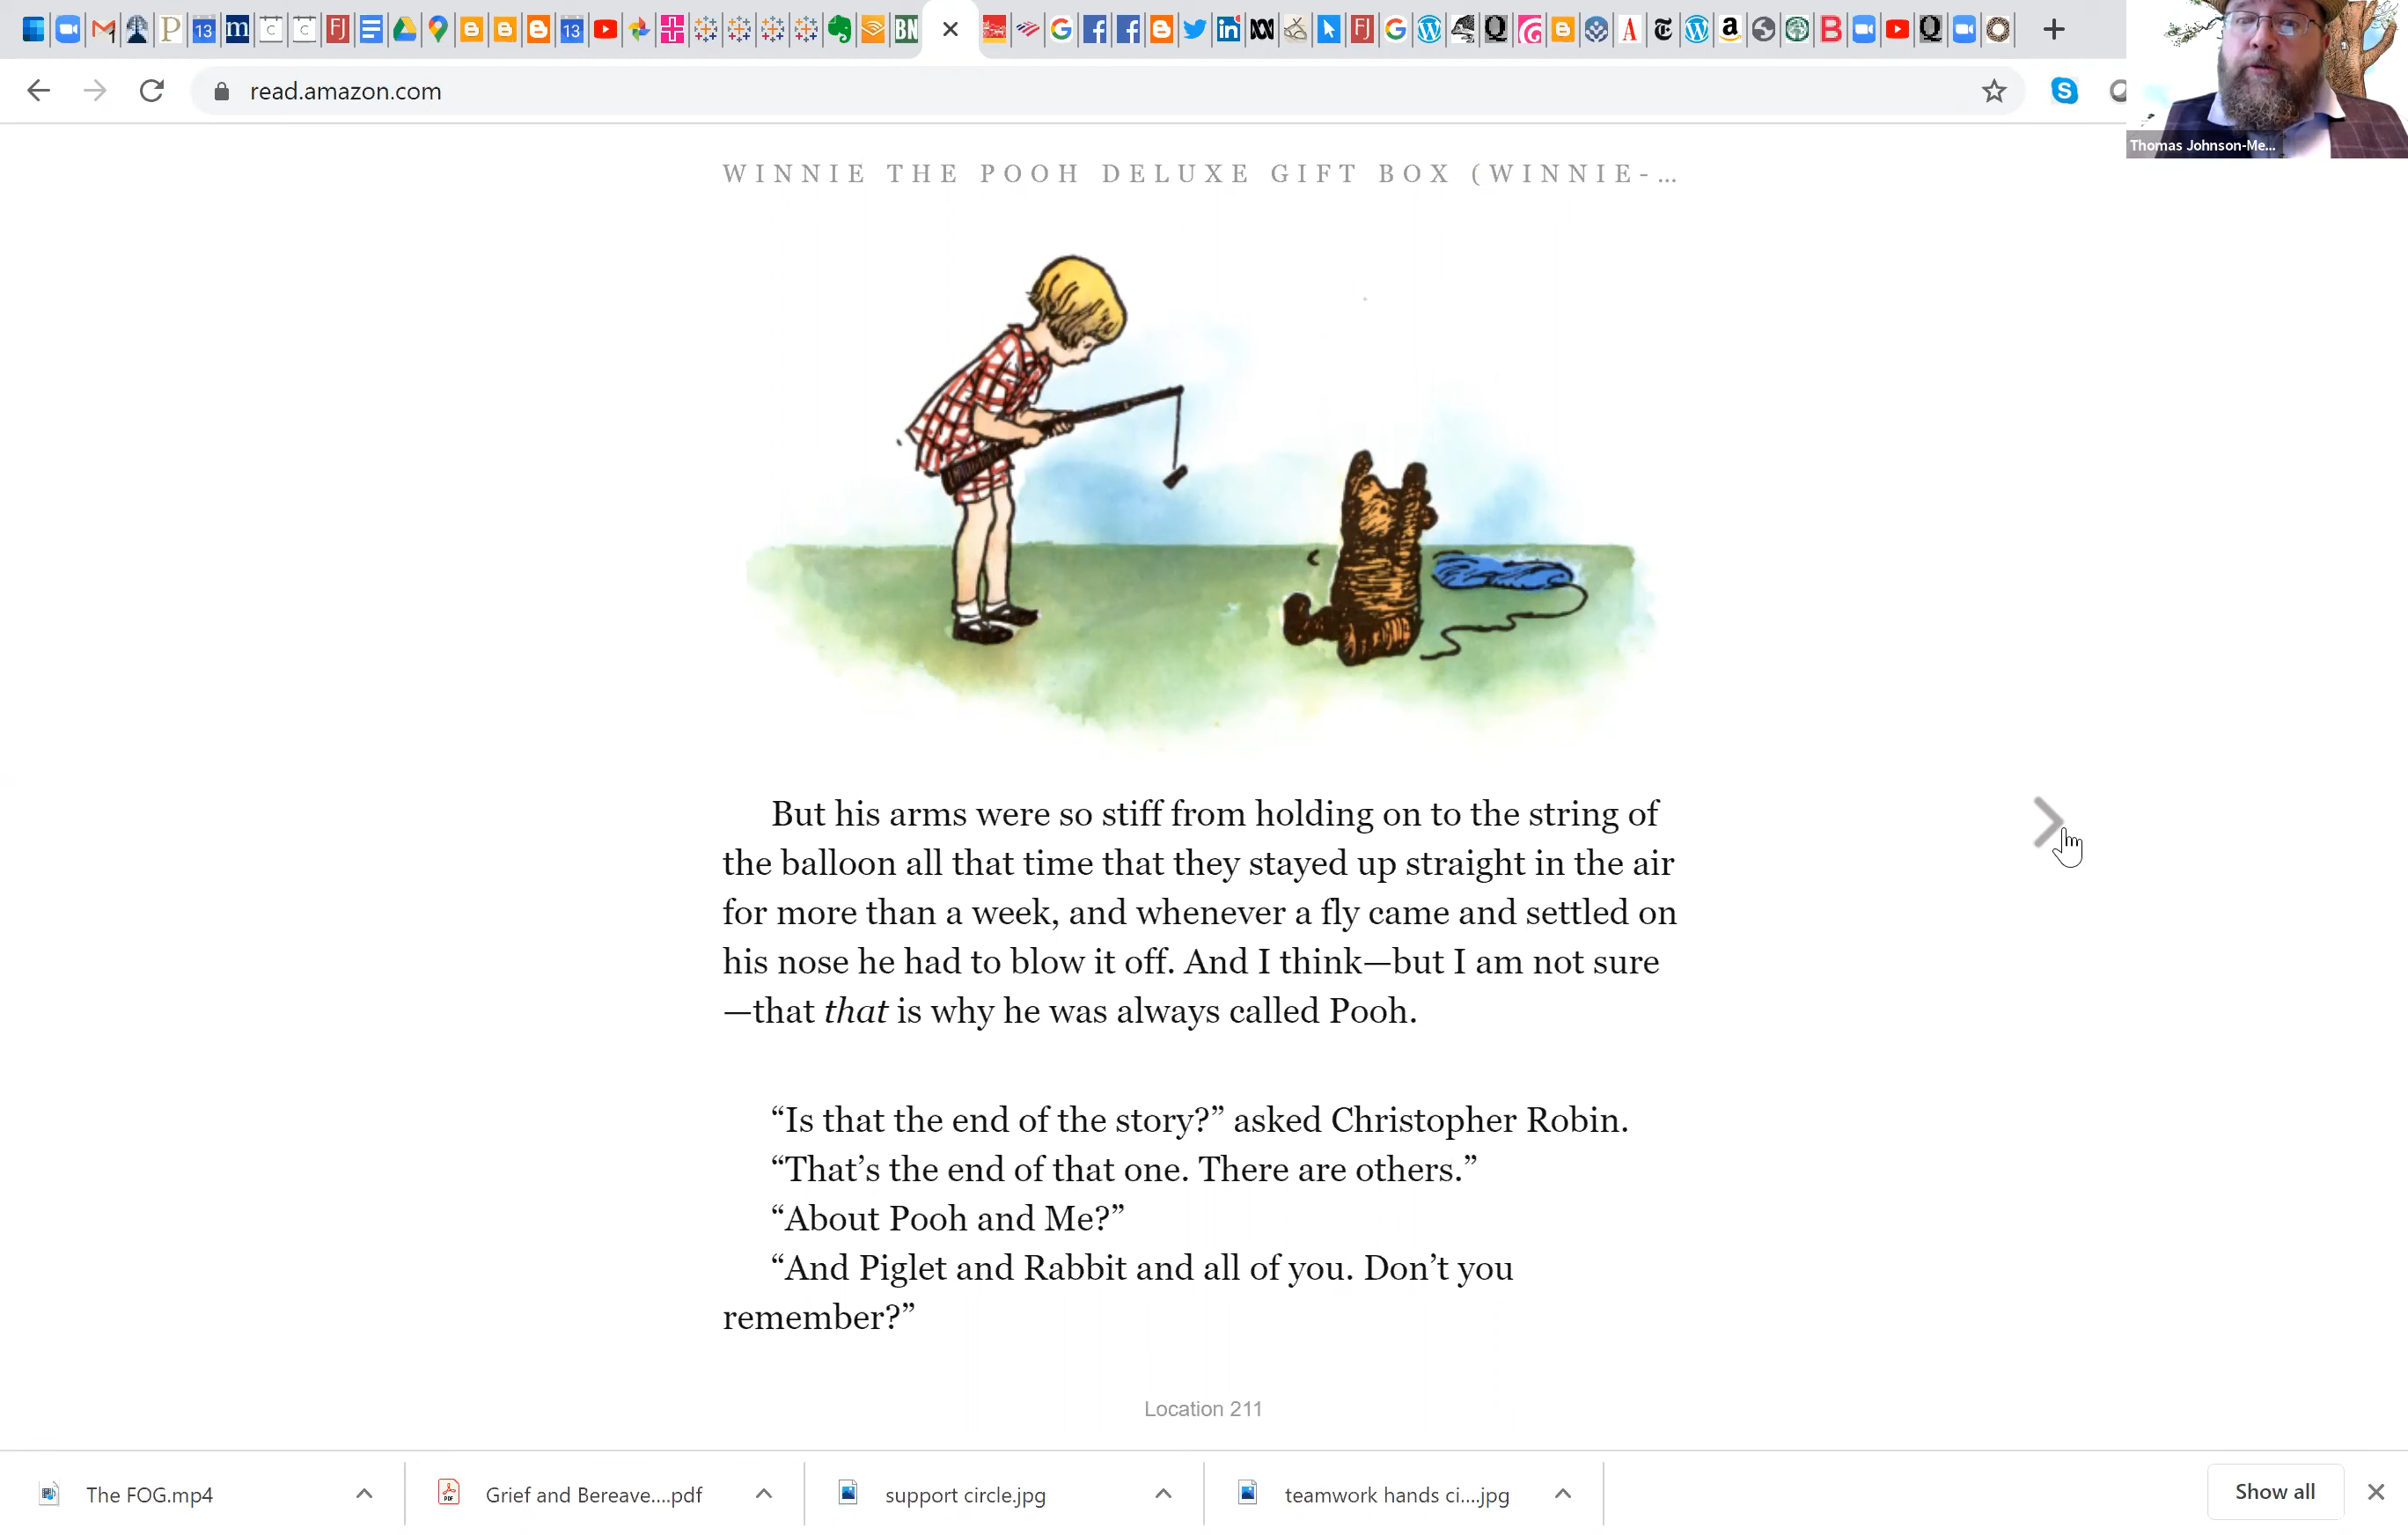 13
13
BN
read.amazon.com
Thomas Johnson-Me...
WINNIE THE POOH DELUXE GIFT BOX (WINNIE-...
But his arms were so stiff from holding on to the string of
the balloon all that time that they stayed up straight in the air
for more than a week, and whenever a fly came and settled on
his nose he had to blow it off. And I think—but I am not sure
—that that is why he was always called Pooh.
“Is that the end of the story?” asked Christopher Robin.
“That’s the end of that one. There are others.”
“About Pooh and Me?”
“And Piglet and Rabbit and all of you. Don’t you
remember?”
Location 211
The FOG.mp4
Grief and Bereave....pdf
support circle.jpg
teamwork hands ci....jpg
Show all